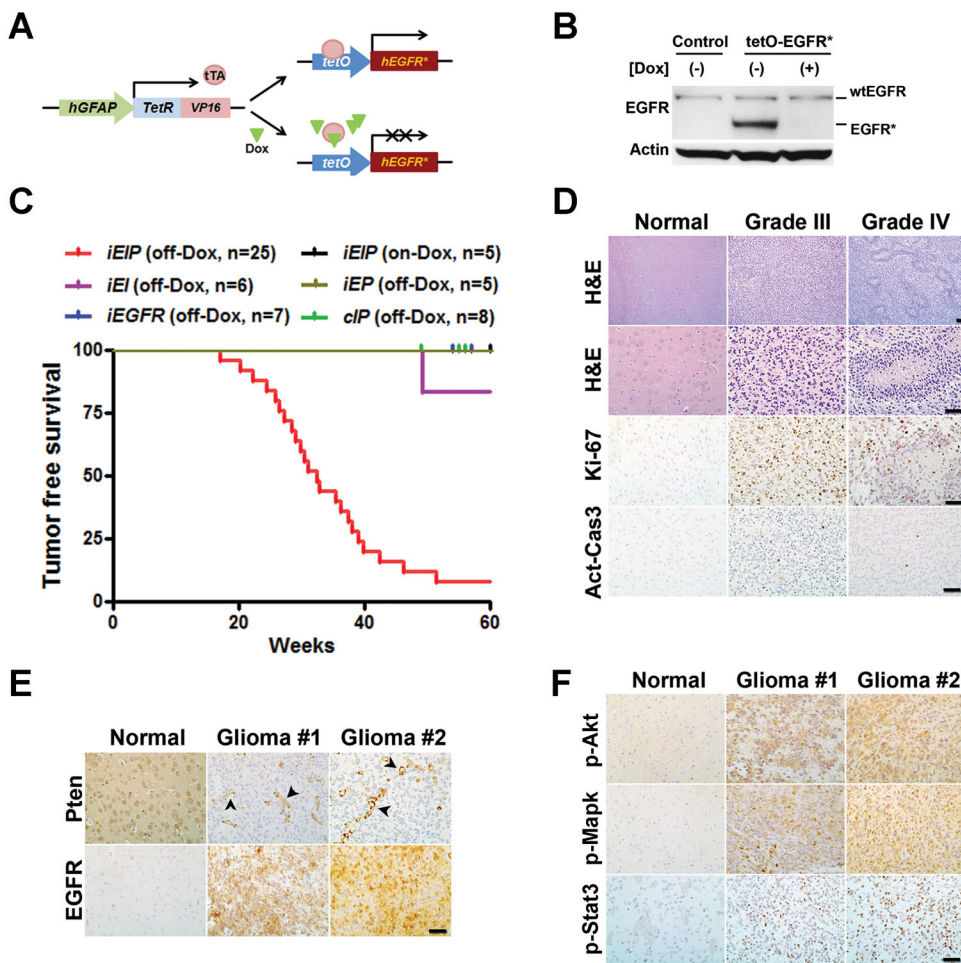 A
tTA
hGFAP TetR VP16
Dox
tetO hEGFR*
tetO hEGFR*
B
Control tetO-EGFR*
[Dox] (-) (-) (+)
EGFR
wtEGFR
EGFR*
Actin
C
iEIP (off-Dox, n=25) iEIP (on-Dox, n=5)
iEI (off-Dox, n=6) iEP (off-Dox, n=5)
iEGFR (off-Dox, n=7) cIP (off-Dox, n=8)
Tumor free survival
100
75
50
25
0
0 20 40 60
Weeks
D
Normal Grade III Grade IV
H&E
H&E
Ki-67
Act-Cas3
E
Normal Glioma #1 Glioma #2
Pten
EGFR
F
Normal Glioma #1 Glioma #2
p-Akt
p-Mapk
p-Stat3